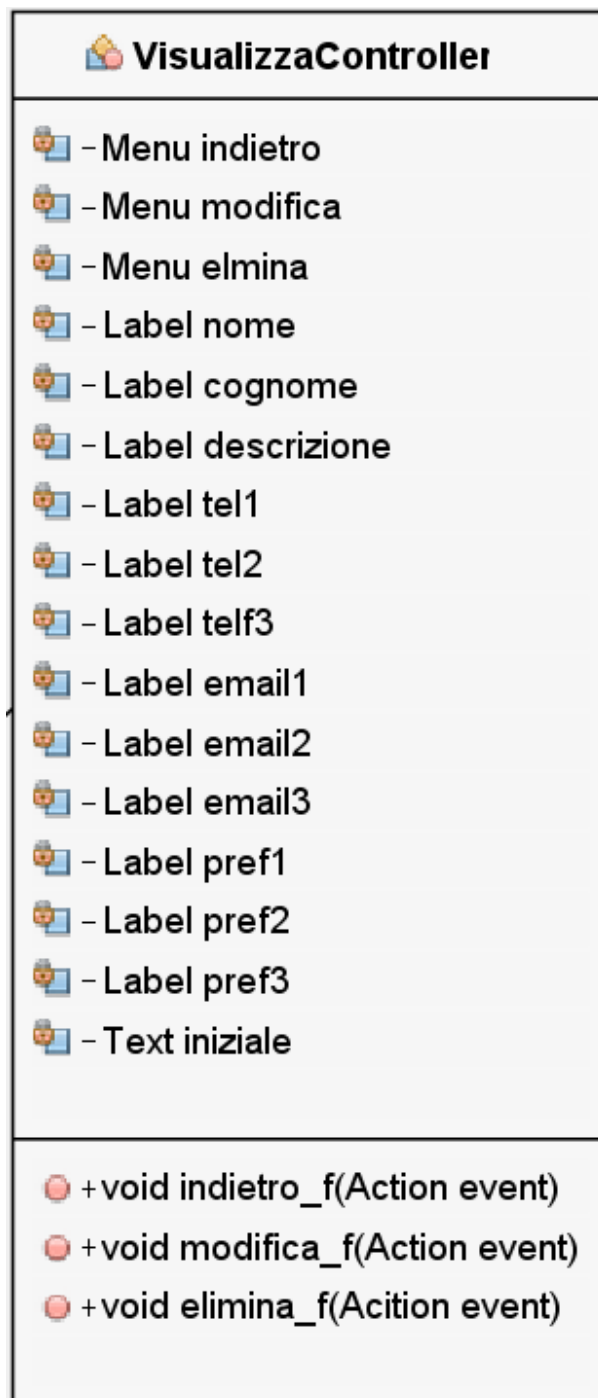 VisualizzaController
-Menu indietro
-Menu modifica
-Menu elmina
-Label nome
-Label cognome
-Label descrizione
-Label tel1
-Label tel2
-Label telf3
-Label email1
-Label email2
-Label email3
-Label pref1
-Label pref2
-Label pref3
-Text iniziale
+void indietro_f(Action event)
+void modifica_f(Action event)
+void elimina_f(Acition event)